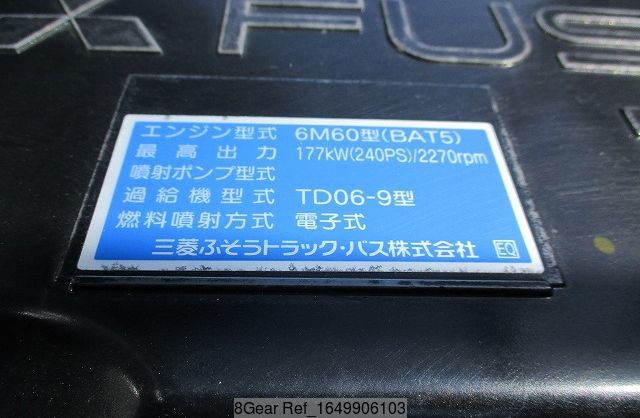 FUS
エンジン型式 6M60型(BAT5)
最高出力 177kW(240PS)/2270rpm
噴射ポンプ型式
過給機型式 TD06-9型
燃料噴射方式 電子式
三菱ふそうトラック・バス株式会社 EQ
8Gear Ref_1649906103